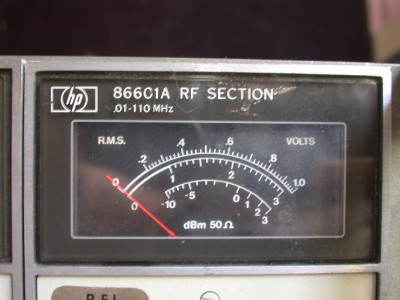 hp 86601A RF SECTION
.01-110 MHz
R.M.S. VOLTS
0 .2 .4 .6 .8 1.0
0 1 2 3
-10 -5 0 1 2 3
dBm 50Ω